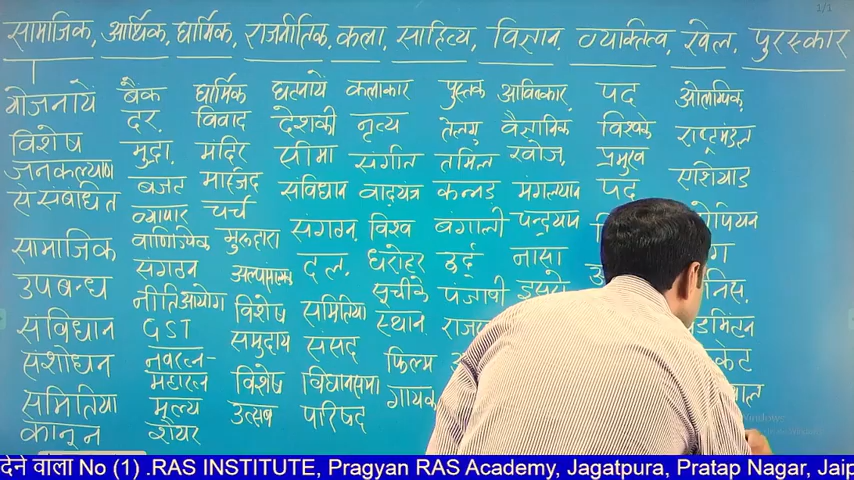 1/1
सामाजिक, आर्थिक, धार्मिक, राजनीतिक, कला, साहित्य, विज्ञान, व्यक्तित्व, खेल, पुरस्कार
योजनायें बैंक धार्मिक घटनायें कलाकार पुस्तक आविष्कार पद ओलम्पिक
विशेष दर, विवाद देशकी नृत्य तेलगु वैज्ञानिक विश्वके राष्ट्रमंडल
जनकल्याण मुद्रा, मंदिर सीमा संगीत तमिल खोज, प्रमुख
से संबंधित बजट मस्जिद संविधान वाद्ययंत्र कन्नड मंगलयान पद एशियाड
व्यापार चर्च संगठन, विश्व बंगाली चन्द्रयान
सामाजिक वाणिज्यिक गुरूद्वारा दल, धरोहर उर्दू नासा
उपबन्ध संगठन अल्पसंख्यक सूचीके पंजाबी इसरो
संविधान नीतिआयोग विशेष समितिया स्थान
संशोधन GST समुदाय संसद फिल्म
समितिया नवरत्न- विशेष विधानसभा गायक
कानून महारत्न उत्सव परिषद
मूल्य
शेयर
देने वाला No (1) .RAS INSTITUTE, Pragyan RAS Academy, Jagatpura, Pratap Nagar, Jaip